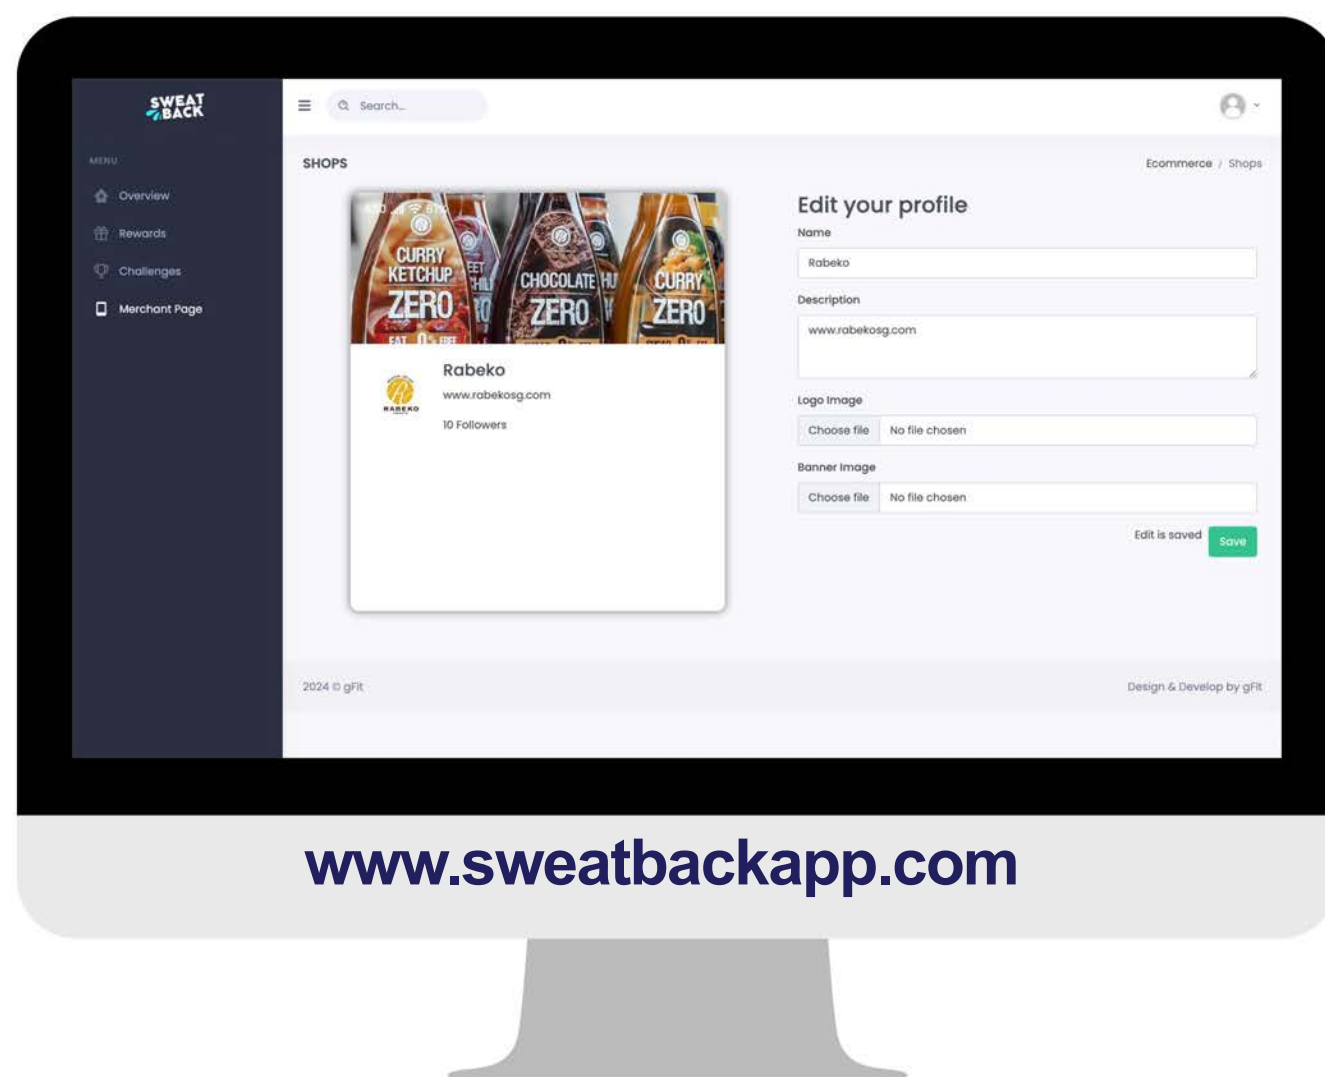 SWEAT
BACK
Search...
MENU
Overview
Rewards
Challenges
Merchant Page
SHOPS
Ecommerce / Shops
CURRY
KETCHUP
ZERO
CHOCOLATE
ZERO
CURRY
ZERO
Rabeko
www.rabekosg.com
10 Followers
RABEKO
Edit your profile
Name
Rabeko
Description
www.rabekosg.com
Logo Image
Choose file No file chosen
Banner Image
Choose file No file chosen
Edit is saved Save
2024 © gFit
Design & Develop by gFit
www.sweatbackapp.com